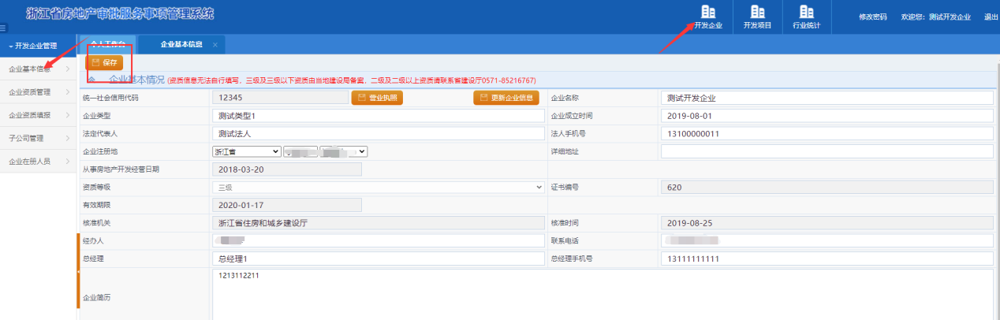 浙江省房地产审批服务事项管理系统
开发企业 开发项目 行业统计 修改密码 欢迎您：测试开发企业 退出
开发企业管理 个人工作台 企业基本信息 ×
企业基本信息
企业资质管理
企业资质填报
子公司管理
企业在册人员
保存
企业基本情况 (资质信息无法自行填写，三级及三级以下资质由当地建设局备案，二级及二级以上资质请联系省建设厅0571-85216767)
统一社会信用代码 12345 营业执照 更新企业信息 企业名称 测试开发企业
企业类型 测试类型1 企业成立时间 2019-08-01
法定代表人 测试法人 法人手机号 13100000011
企业注册地 浙江省 详细地址
从事房地产开发经营日期 2018-03-20
资质等级 三级 证书编号 620
有效期限 2020-01-17
核准机关 浙江省住房和城乡建设厅 核准时间 2019-08-25
经办人 联系电话
总经理 总经理1 总经理手机号 13111111111
企业简历 1213112211